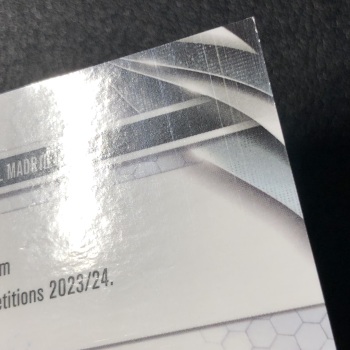 L MADRID
m
etitions 2023/24.